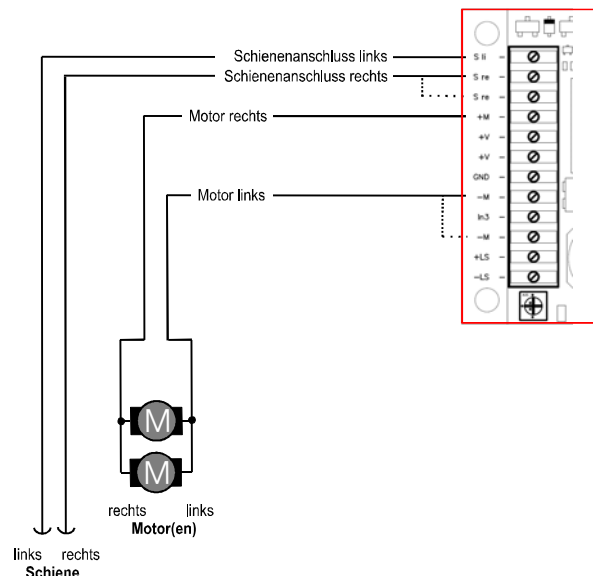 Schienenanschluss links
Schienenanschluss rechts
Motor rechts
Motor links
S li
S re
S re
+M
+V
+V
GND
−M
In3
−M
+LS
−LS
M
M
rechts links
Motor(en)
links rechts
Schiene